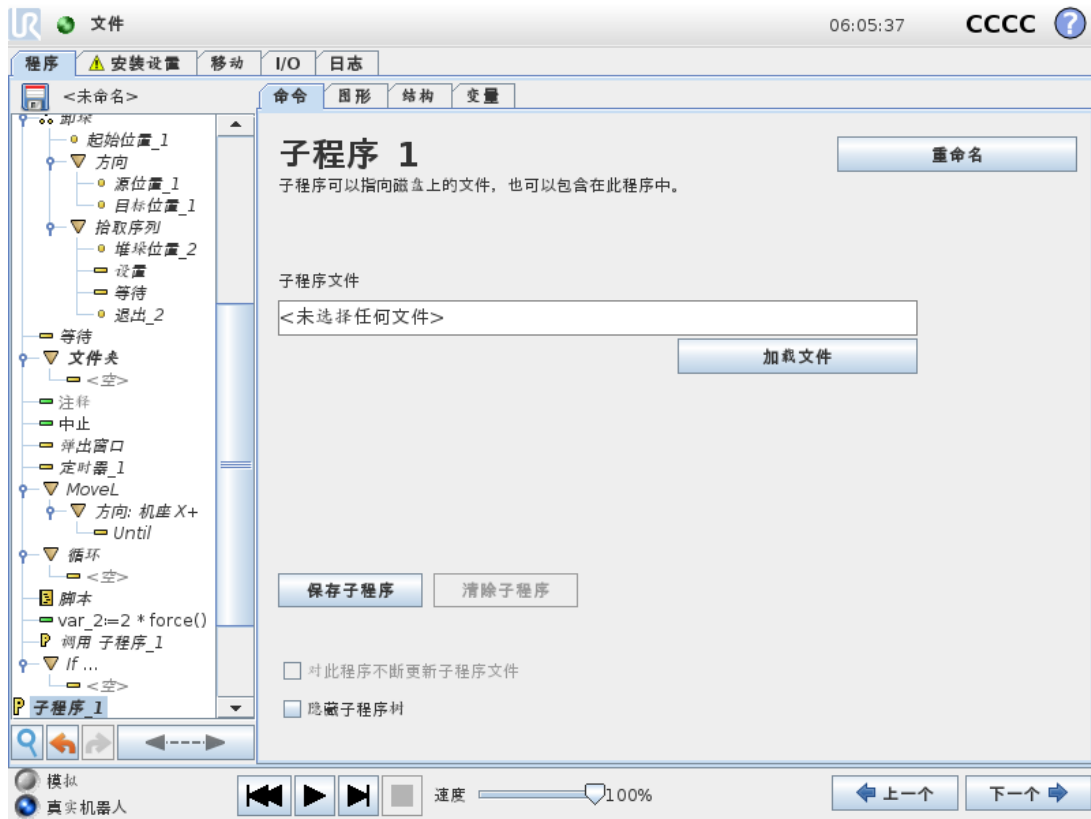 UR 文件 06:05:37 CCCC ?
程序 安装设置 移动 I/O 日志
<未命名>
命令 图形 结构 变量
卸垛
起始位置_1
方向
源位置_1
目标位置_1
拾取序列
堆垛位置_2
设置
等待
退出_2
等待
文件夹
<空>
注释
中止
弹出窗口
定时器_1
MoveL
方向: 机座 X+
Until
循环
<空>
脚本
var_2:=2 * force()
调用 子程序_1
If ...
<空>
子程序_1
子程序 1
重命名
子程序可以指向磁盘上的文件，也可以包含在此程序中。
子程序文件
<未选择任何文件>
加载文件
保存子程序 清除子程序
对此程序不断更新子程序文件
隐藏子程序树
模拟
真实机器人
速度 100%
上一个 下一个